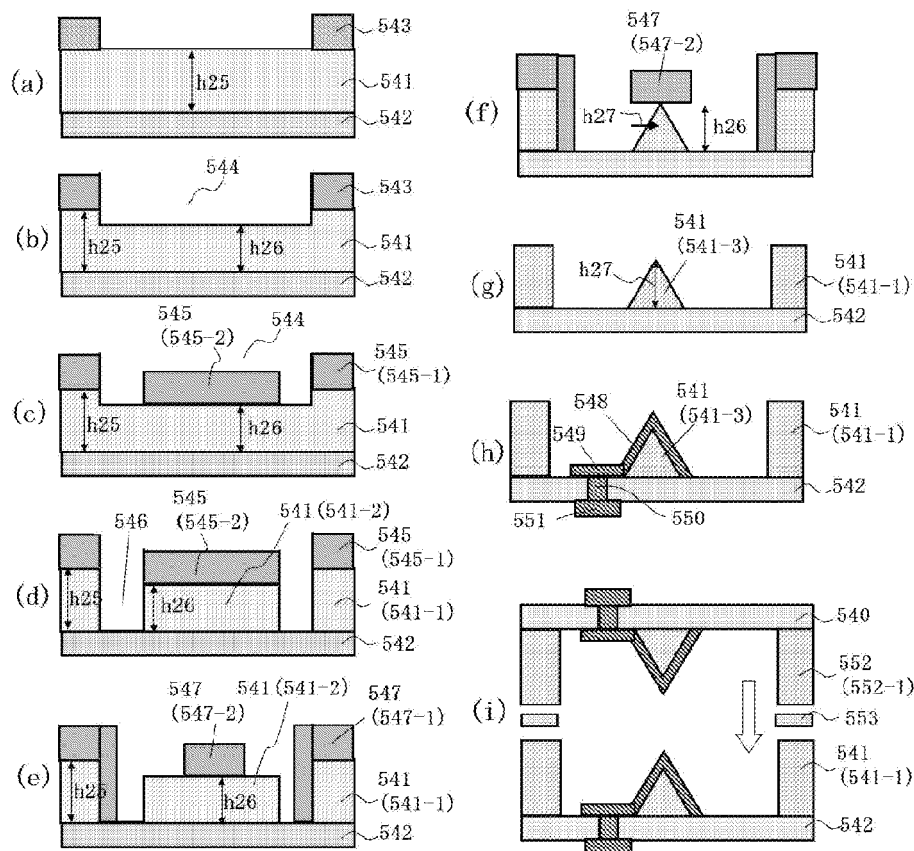 (a)
543
h25
541
542
(b)
544
543
h25
h26
541
542
(c)
545
(545-2)
544
545
(545-1)
h25
h26
541
542
(d)
546
545
(545-2)
541 (541-2)
545
(545-1)
h25
h26
541
(541-1)
542
(e)
547
(547-2)
541 (541-2)
547
(547-1)
h25
h26
541
(541-1)
542
(f)
547
(547-2)
h27
h26
(g)
541
(541-3)
h27
541
(541-1)
542
(h)
548
549
541
(541-3)
541
(541-1)
551
550
542
(i)
540
552
(552-1)
553
541
(541-1)
542